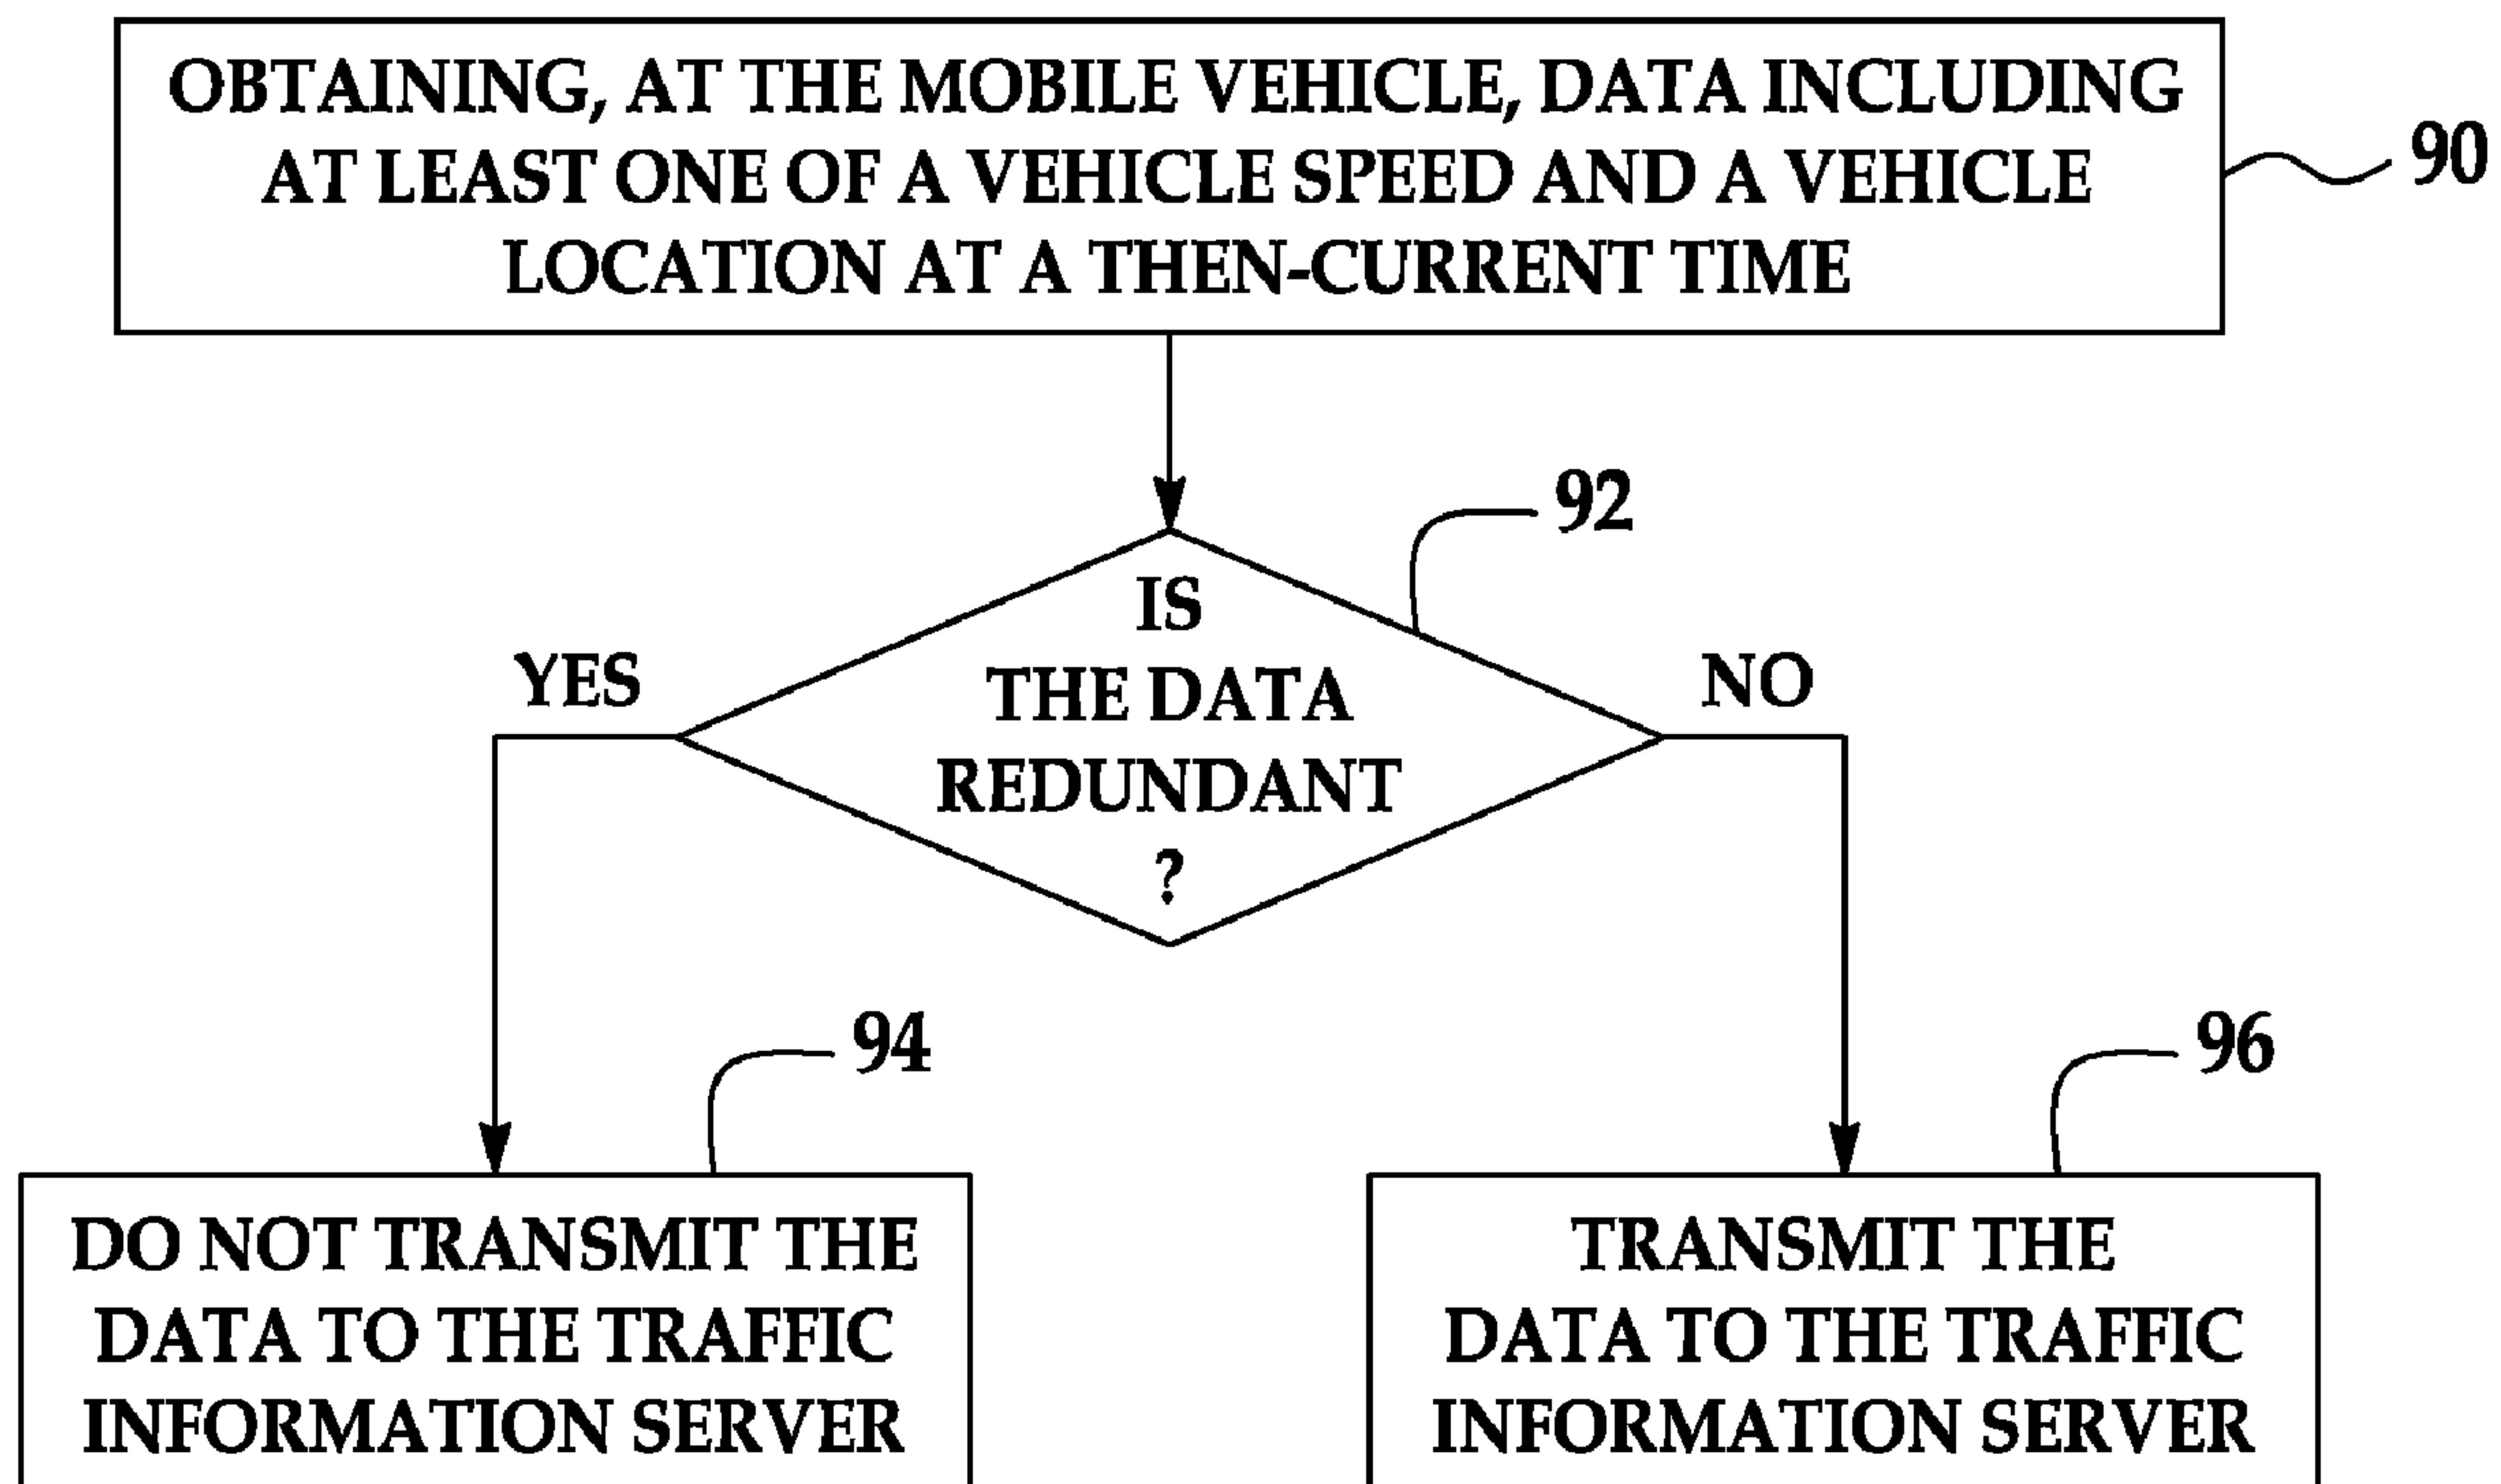 OBTAINING, AT THE MOBILE VEHICLE, DATA INCLUDING
AT LEAST ONE OF A VEHICLE SPEED AND A VEHICLE
LOCATION AT A THEN-CURRENT TIME
90
92
IS
THE DATA
REDUNDANT
?
YES
NO
94
96
DO NOT TRANSMIT THE
DATA TO THE TRAFFIC
INFORMATION SERVER
TRANSMIT THE
DATA TO THE TRAFFIC
INFORMATION SERVER